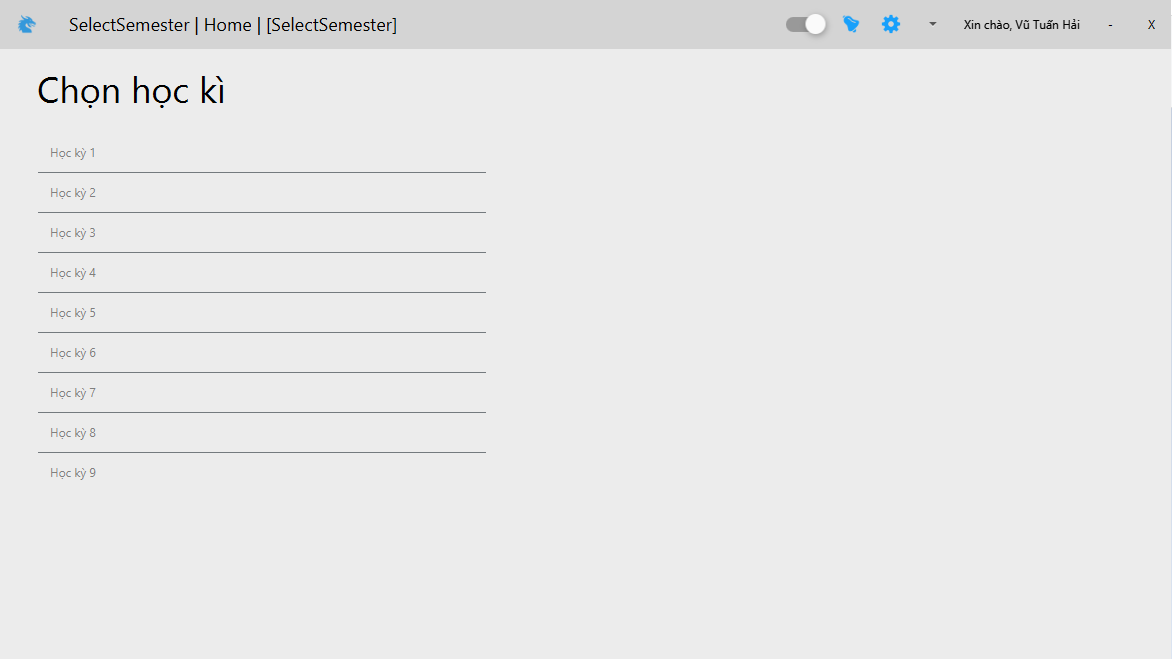 SelectSemester | Home | [SelectSemester]
Xin chào, Vũ Tuấn Hải
-
X
Chọn học kì
Học kỳ 1
Học kỳ 2
Học kỳ 3
Học kỳ 4
Học kỳ 5
Học kỳ 6
Học kỳ 7
Học kỳ 8
Học kỳ 9